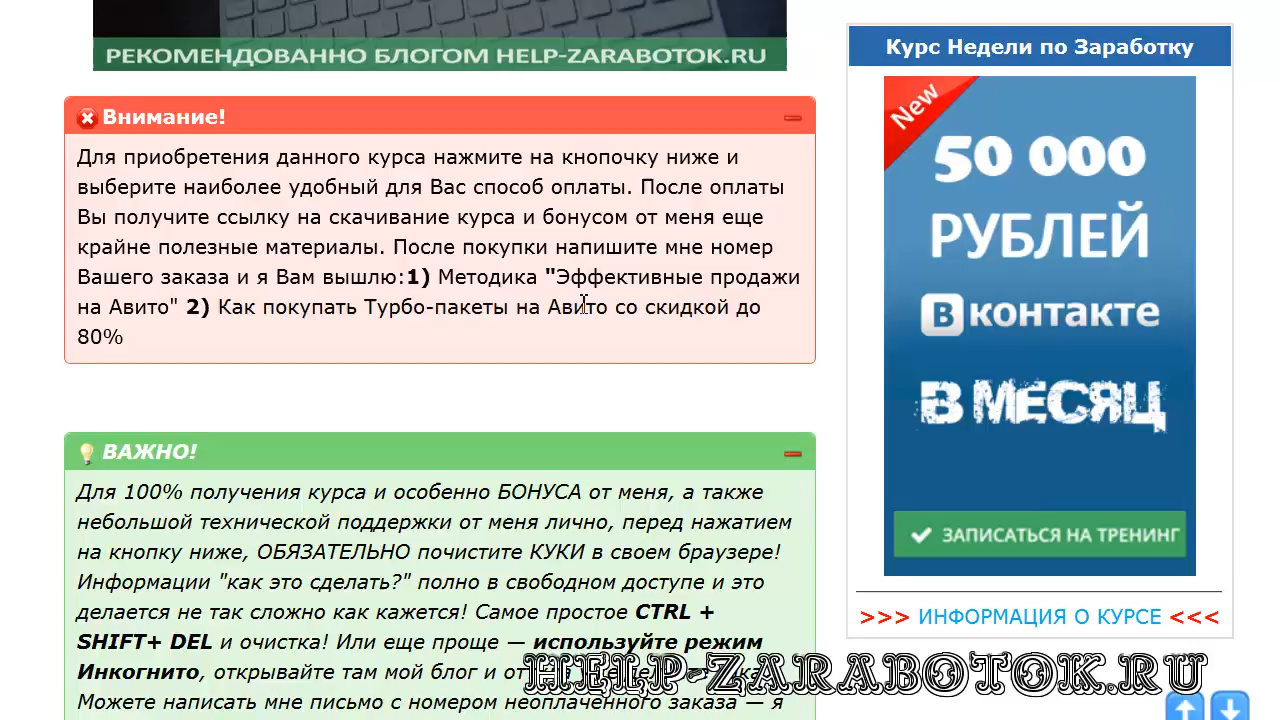 РЕКОМЕНДОВАННО БЛОГОМ HELP-ZARABOTOK.RU
Внимание!
Для приобретения данного курса нажмите на кнопочку ниже и
выберите наиболее удобный для Вас способ оплаты. После оплаты
Вы получите ссылку на скачивание курса и бонусом от меня еще
крайне полезные материалы. После покупки напишите мне номер
Вашего заказа и я Вам вышлю:1) Методика "Эффективные продажи
на Авито" 2) Как покупать Турбо-пакеты на Авито со скидкой до
80%
ВАЖНО!
Для 100% получения курса и особенно БОНУСА от меня, а также
небольшой технической поддержки от меня лично, перед нажатием
на кнопку ниже, ОБЯЗАТЕЛЬНО почистите КУКИ в своем браузере!
Информации "как это сделать?" полно в свободном доступе и это
делается не так сложно как кажется! Самое простое CTRL +
SHIFT+ DEL и очистка! Или еще проще — используйте режим
Инкогнито, открывайте там мой блог и
Можете написать мне письмо с номером неоплаченного заказа — я
Курс Недели по Заработку
New
50 000
РУБЛЕЙ
В контакте
В МЕСЯЦ
ЗАПИСАТЬСЯ НА ТРЕНИНГ
>>> ИНФОРМАЦИЯ О КУРСЕ <<<
HELP-ZARABOTOK.RU